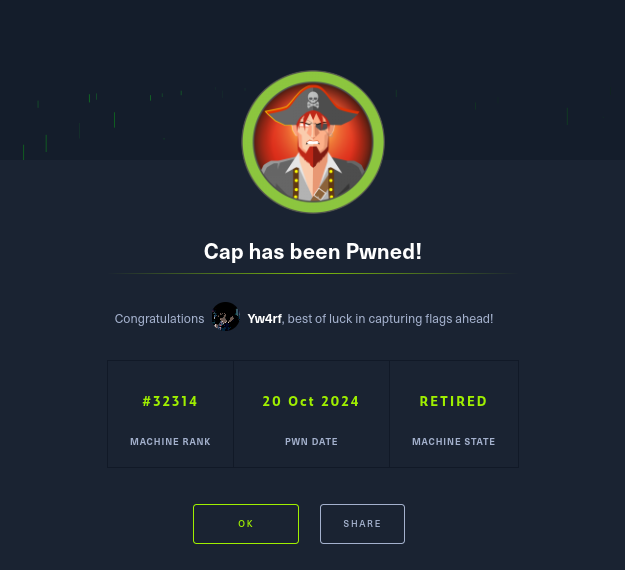 Cap has been Pwned!
Congratulations Yw4rf, best of luck in capturing flags ahead!
#32314 20 Oct 2024 RETIRED
MACHINE RANK PWN DATE MACHINE STATE
OK SHARE